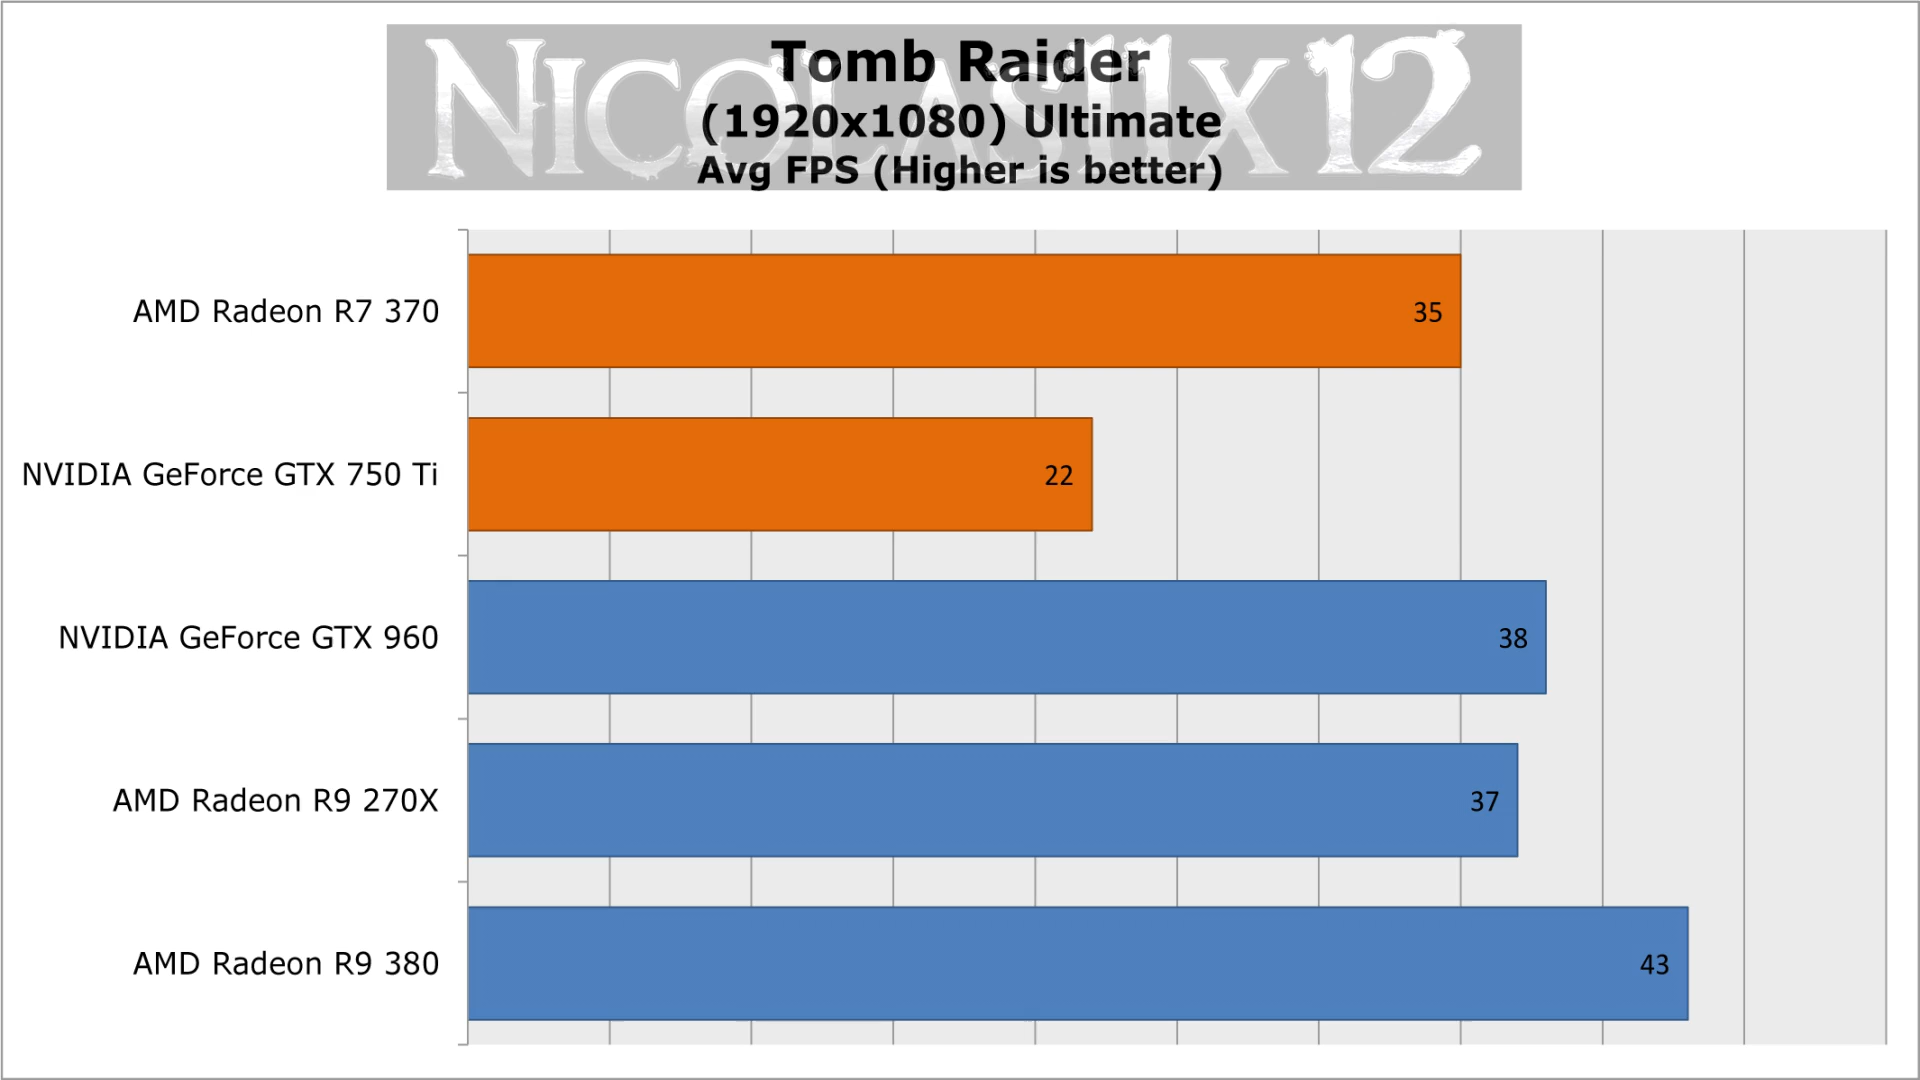 Nicolas11x12
Tomb Raider
(1920x1080) Ultimate
Avg FPS (Higher is better)
AMD Radeon R7 370
35
NVIDIA GeForce GTX 750 Ti
22
NVIDIA GeForce GTX 960
38
AMD Radeon R9 270X
37
AMD Radeon R9 380
43